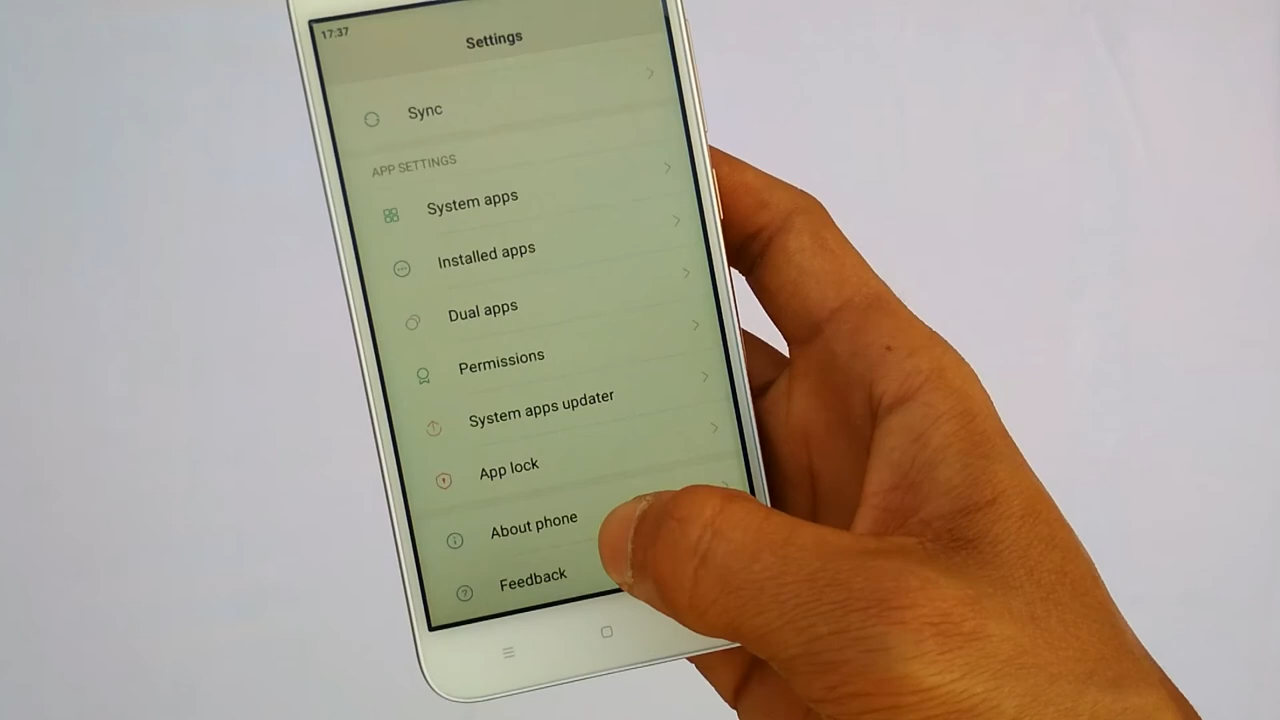 17:37
Settings
Sync
APP SETTINGS
System apps
Installed apps
Dual apps
Permissions
System apps updater
App lock
About phone
Feedback